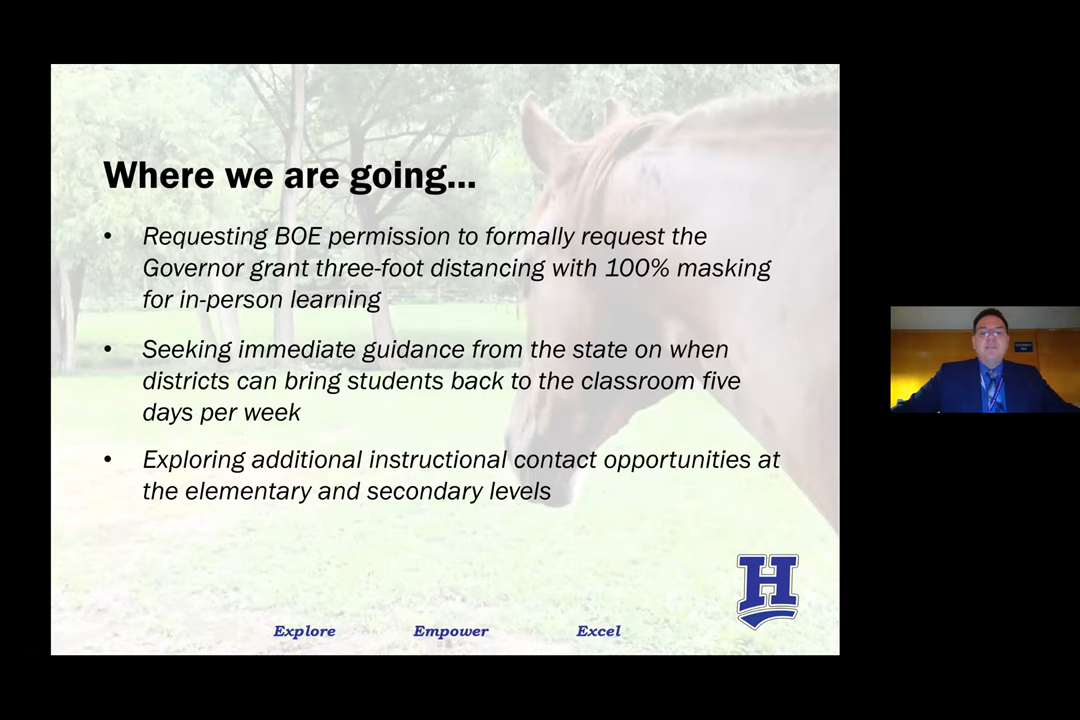 Where we are going...
• Requesting BOE permission to formally request the
Governor grant three-foot distancing with 100% masking
for in-person learning
• Seeking immediate guidance from the state on when
districts can bring students back to the classroom five
days per week
• Exploring additional instructional contact opportunities at
the elementary and secondary levels
H
Explore Empower Excel